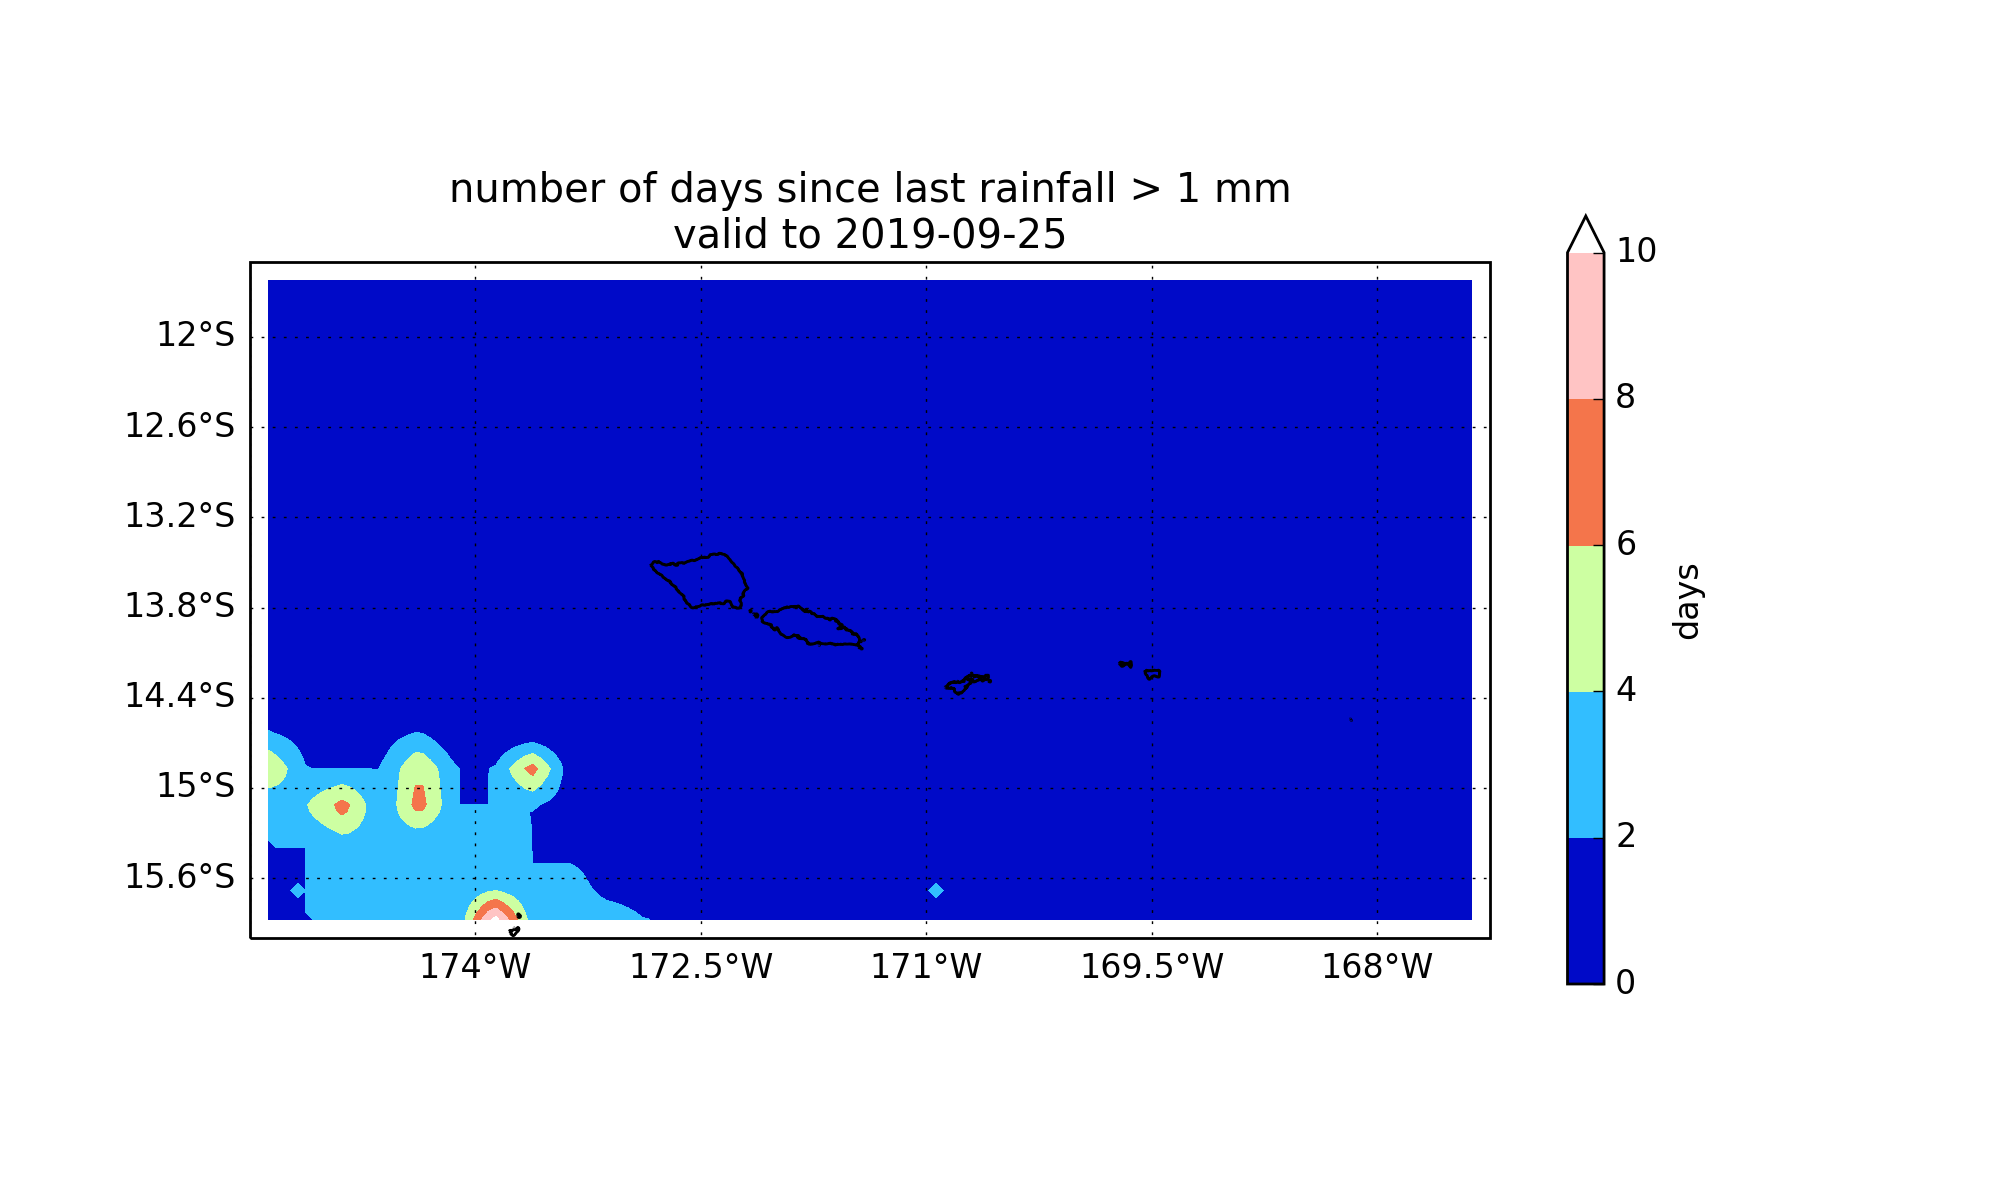 number of days since last rainfall > 1 mm
valid to 2019-09-25
12°S
12.6°S
13.2°S
13.8°S
14.4°S
15°S
15.6°S
174°W 172.5°W 171°W 169.5°W 168°W
10
8
6
4
2
0
days